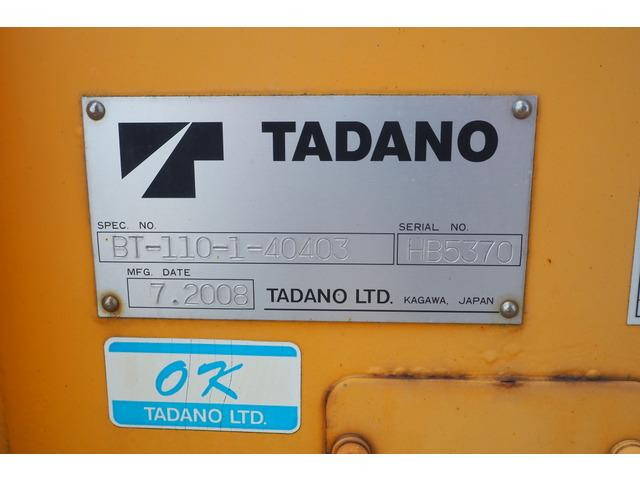 TADANO
SPEC. NO.
SERIAL NO.
BT-110-1-40403
HB5370
MFG. DATE
7.2008
TADANO LTD. KAGAWA, JAPAN
OK
TADANO LTD.